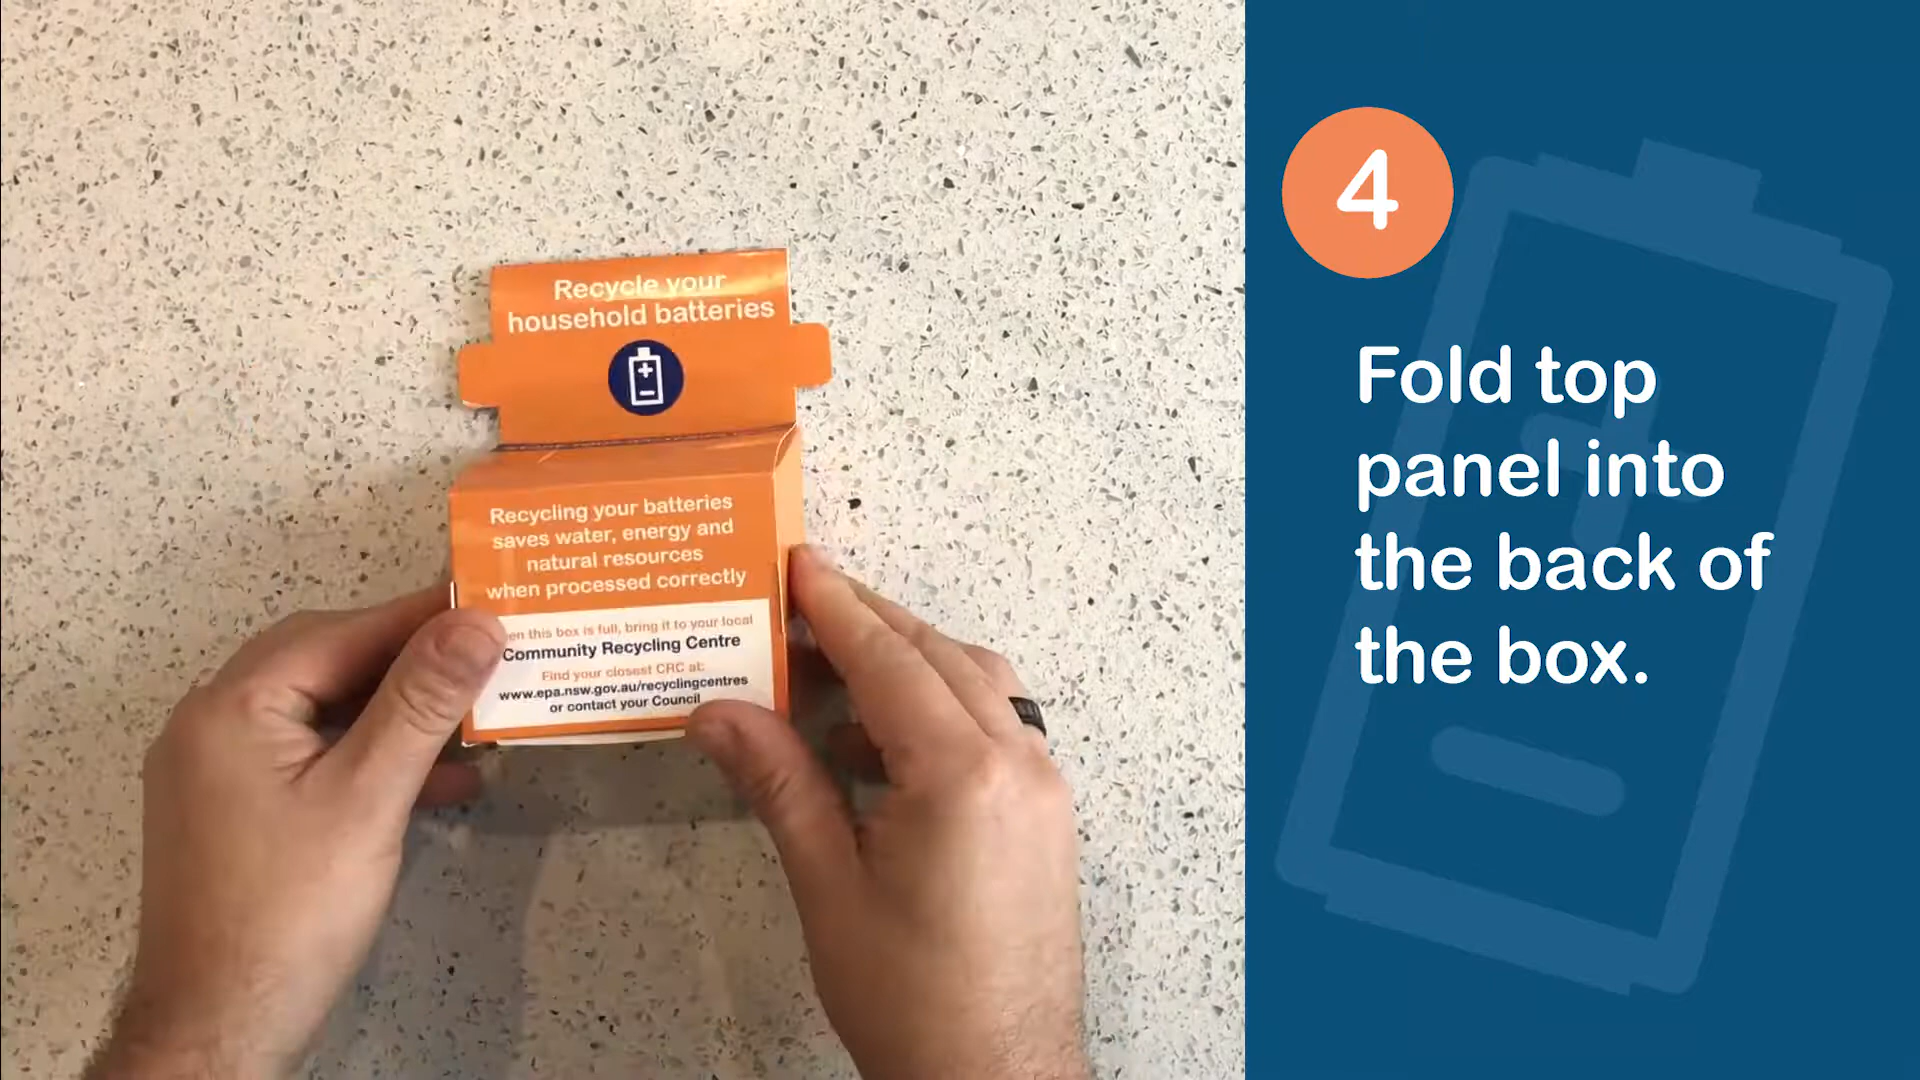 Recycle your
household batteries
Recycling your batteries
saves water, energy and
natural resources
when processed correctly
this box is full, bring it to your local
Community Recycling Centre
Find your closest CRC at:
www.epa.nsw.gov.au/recyclingcentres
or contact your Council
4
Fold top
panel into
the back of
the box.